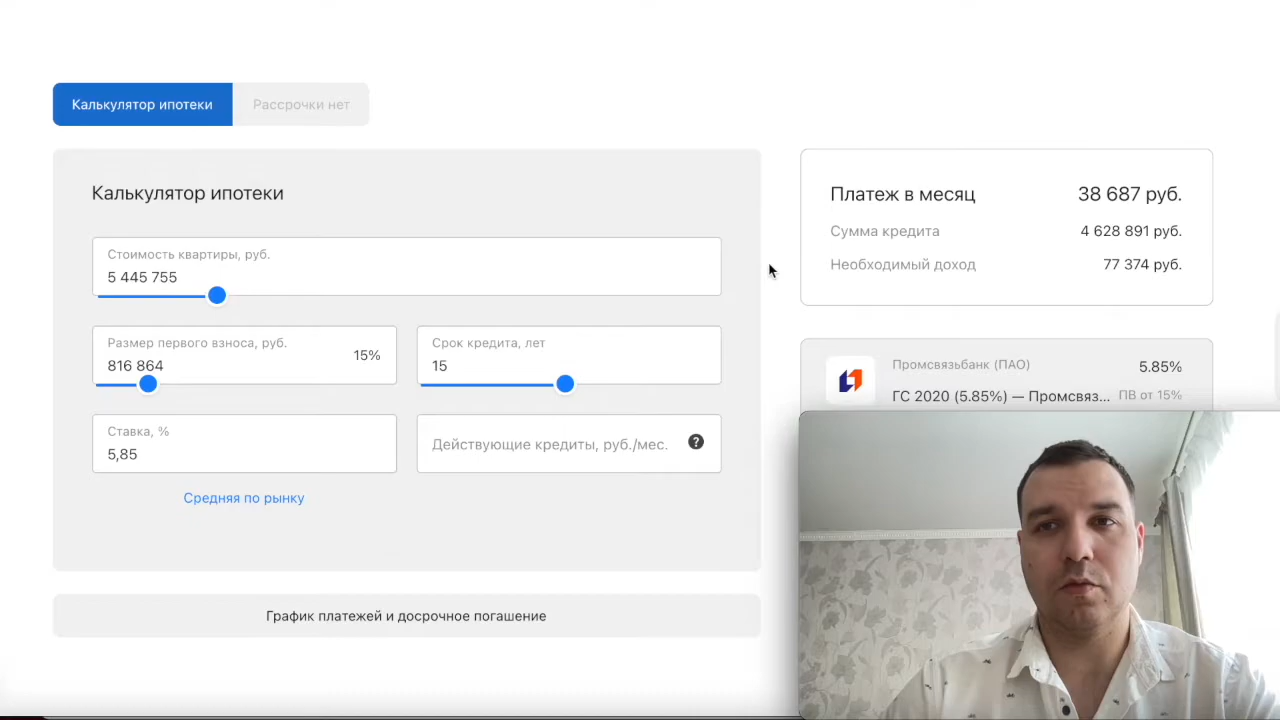 Калькулятор ипотеки
Рассрочки нет
Калькулятор ипотеки
Стоимость квартиры, руб.
5 445 755
Размер первого взноса, руб.
816 864
15%
Срок кредита, лет
15
Ставка, %
5,85
Действующие кредиты, руб./мес.
?
Средняя по рынку
График платежей и досрочное погашение
Платеж в месяц 38 687 руб.
Сумма кредита 4 628 891 руб.
Необходимый доход 77 374 руб.
Промсвязьбанк (ПАО) 5.85%
ГС 2020 (5.85%) — Промсвяз... ПВ от 15%